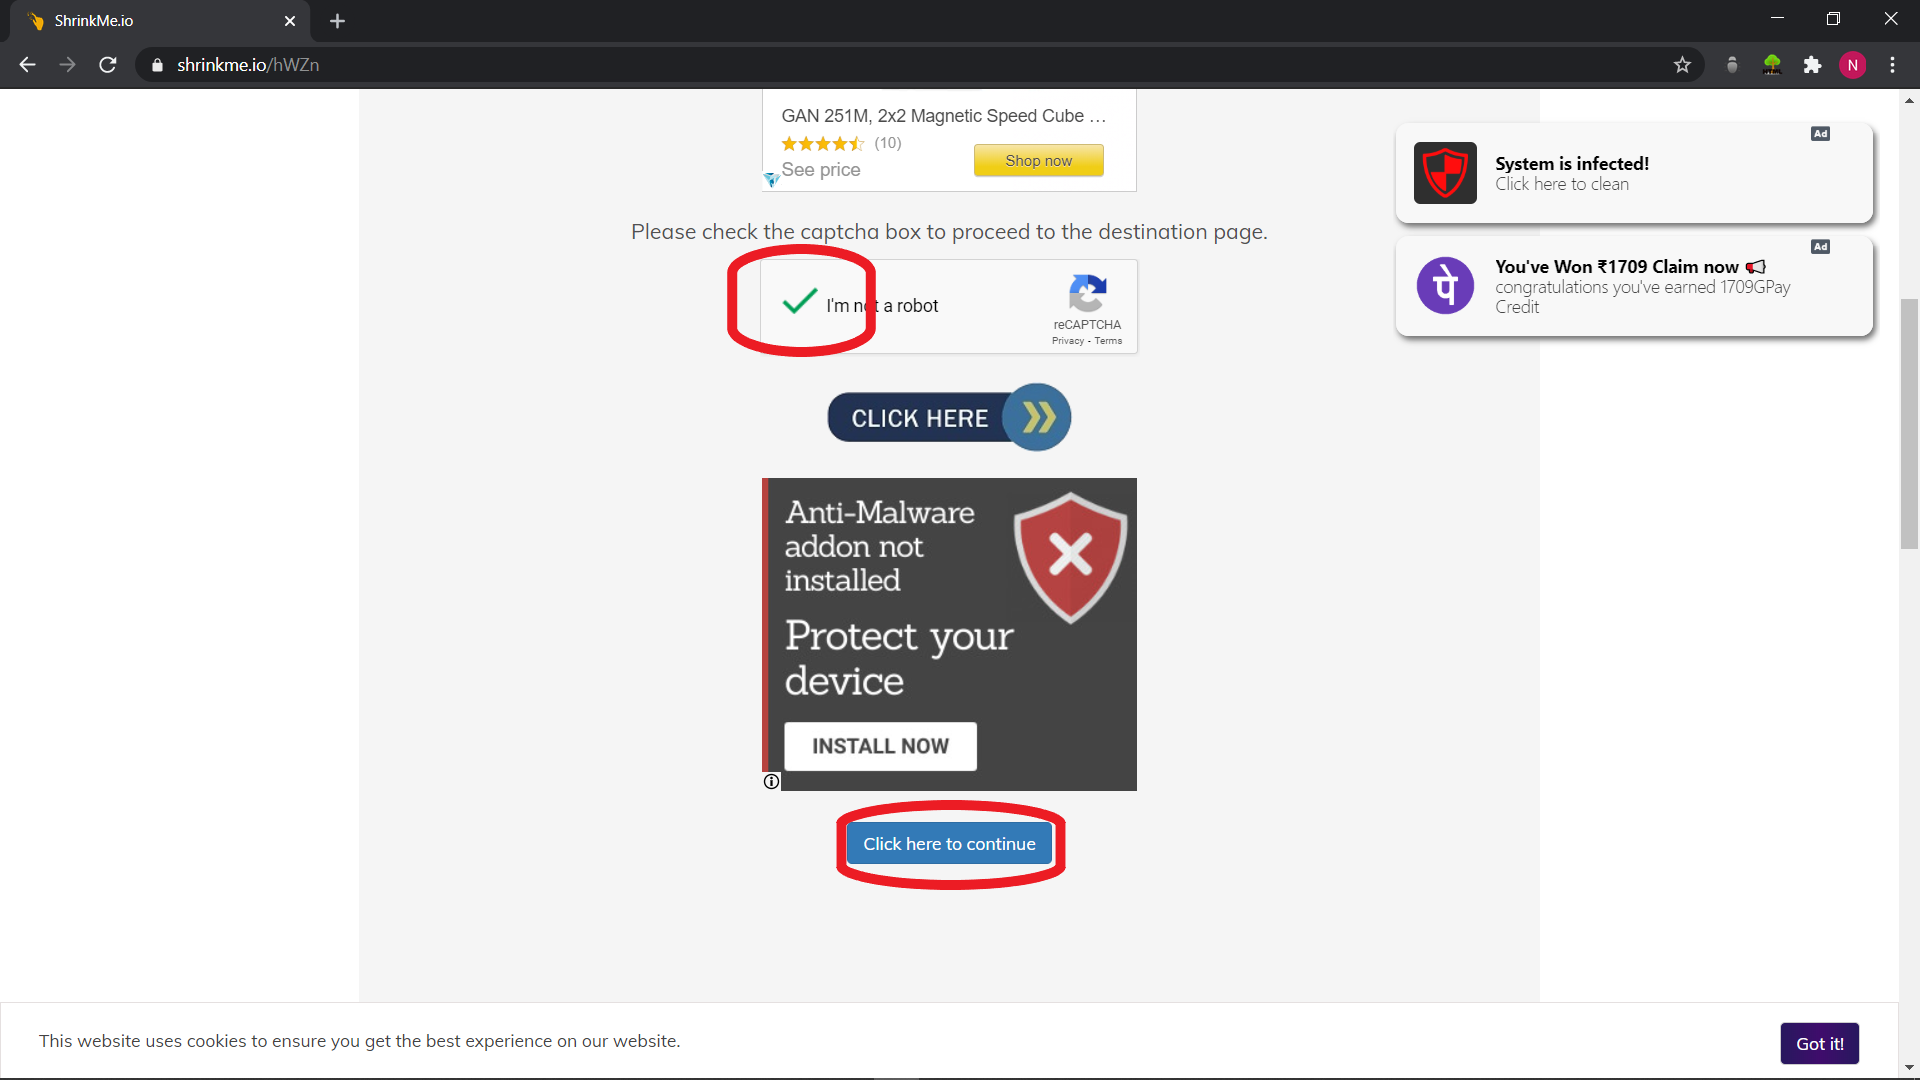 ShrinkMe.io
shrinkme.io/hWZn
N
GAN 251M, 2x2 Magnetic Speed Cube ...
(10)
See price
Shop now
Please check the captcha box to proceed to the destination page.
I'm not a robot
reCAPTCHA
Privacy - Terms
CLICK HERE
Anti-Malware
addon not
installed
Protect your
device
INSTALL NOW
Click here to continue
Ad
System is infected!
Click here to clean
Ad
पे
You've Won ₹1709 Claim now
congratulations you've earned 1709GPay
Credit
This website uses cookies to ensure you get the best experience on our website.
Got it!